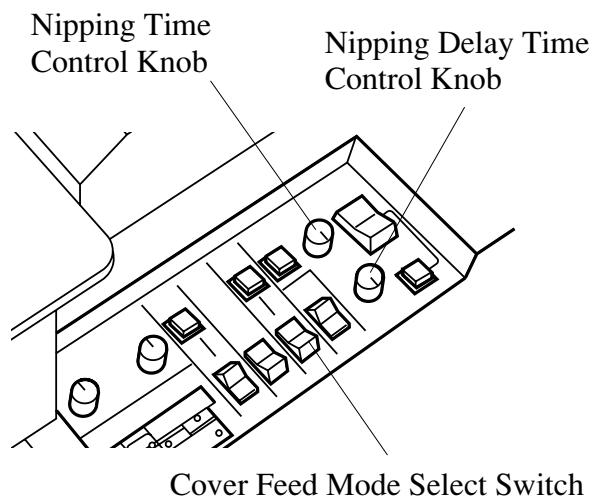 Nipping Time
Control Knob
Nipping Delay Time
Control Knob
Cover Feed Mode Select Switch